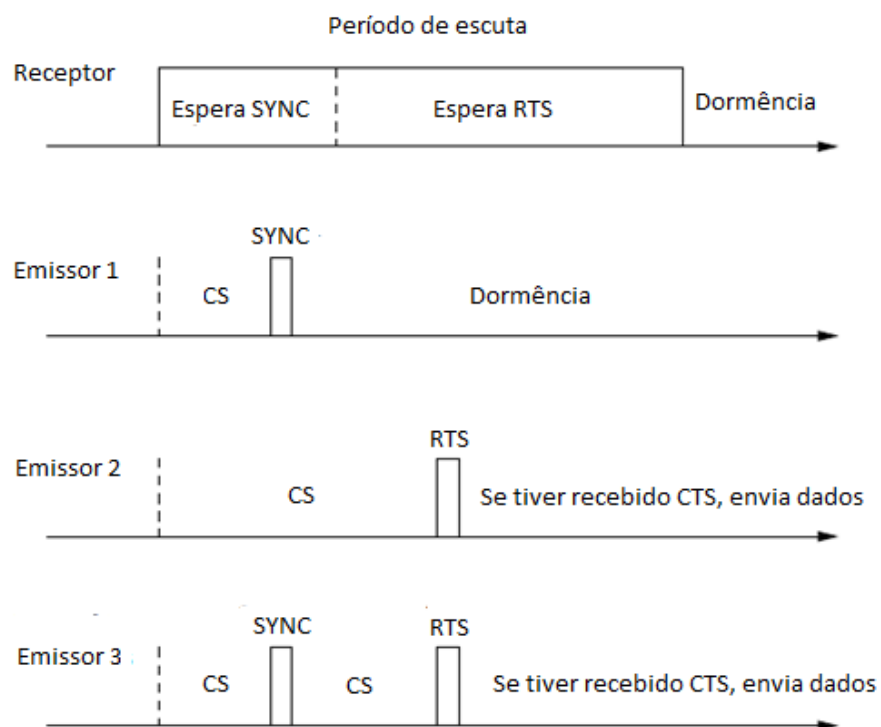 Período de escuta
Receptor
Espera SYNC
Espera RTS
Dormência
SYNC
Emissor 1
CS
Dormência
RTS
Emissor 2
CS
Se tiver recebido CTS, envia dados
SYNC
RTS
Emissor 3
CS
CS
Se tiver recebido CTS, envia dados